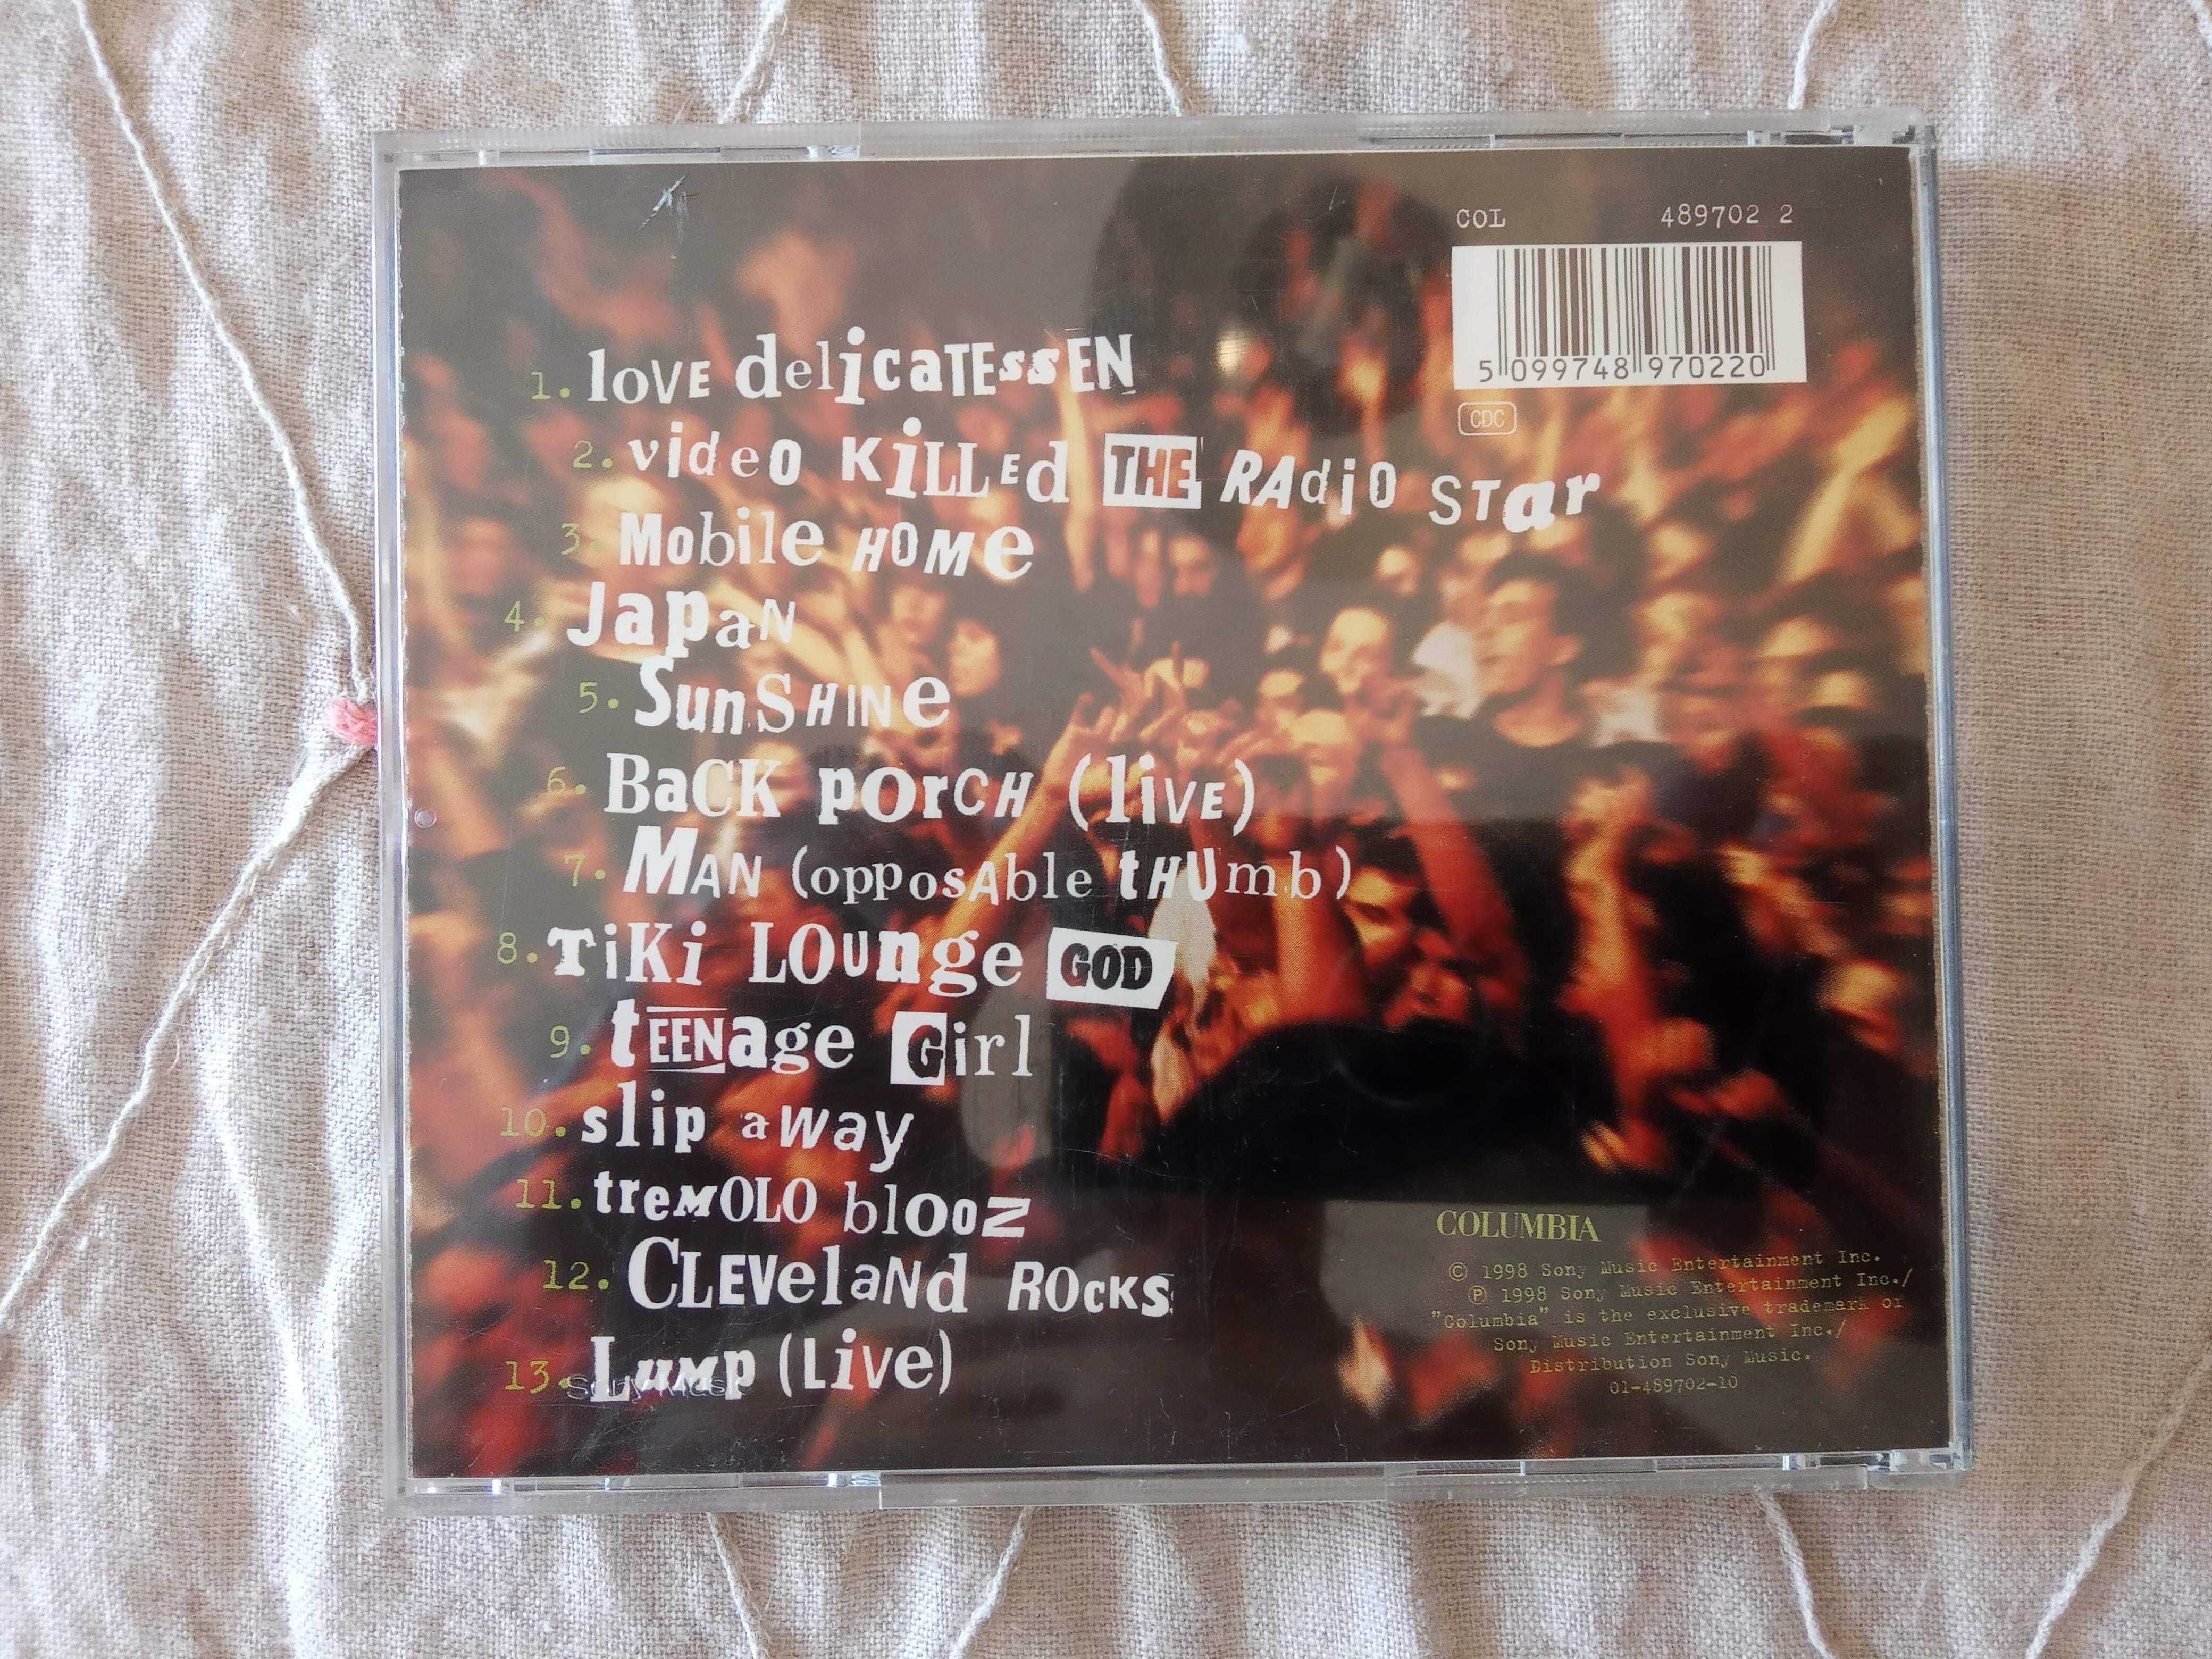 COL 489702 2
5 099748 970220
CDC
1. lOVE delicaTEssEN
2. videO KiLLEd THE RAdiO STar
3. Mobile HOMe
4. JapaN
5. SunSHINe
6. BaCK pOrCH (liVE)
7. MAN (opposAble tHUmb)
8. TiKi LOUnge GOD
9. tEENage Girl
10. slip aWay
11. treMOLO blooZ
12. CLEVelaNd ROcKs
13. LuMp (Live)
Sony Music
COLUMBIA
© 1998 Sony Music Entertainment Inc.
℗ 1998 Sony Music Entertainment Inc./
"Columbia" is the exclusive trademark of
Sony Music Entertainment Inc./
Distribution Sony Music.
01-489702-10